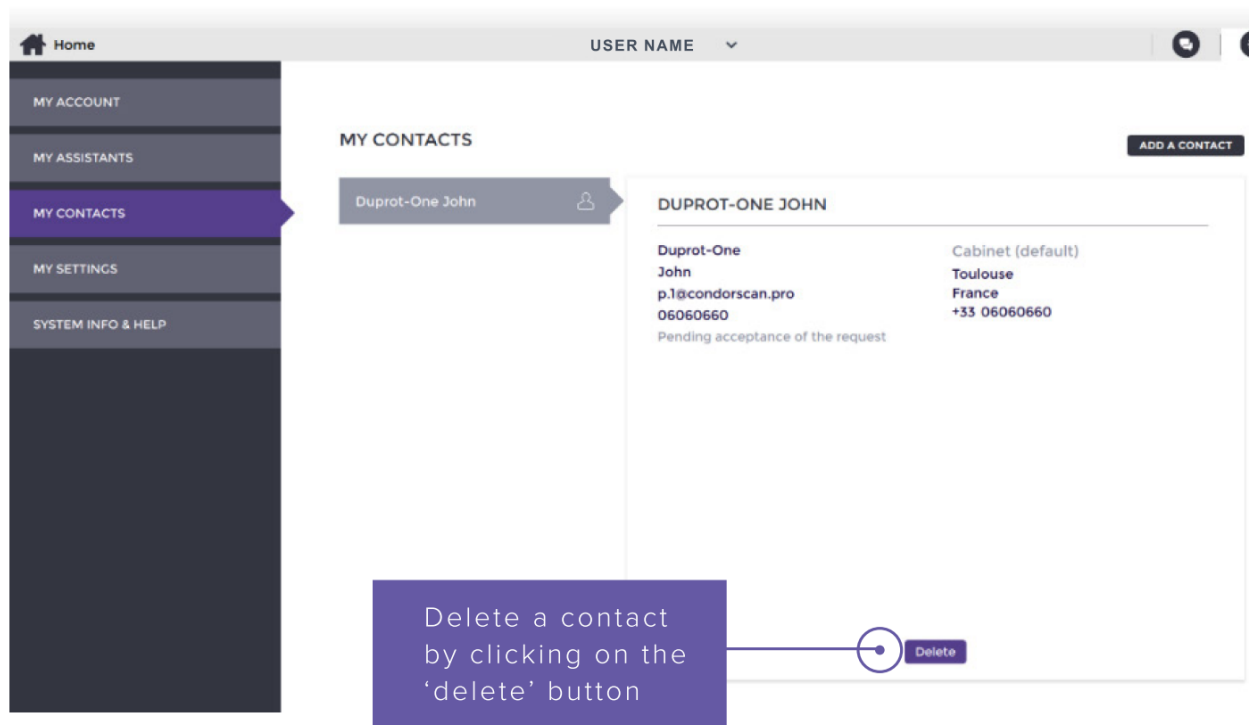 Home
USER NAME
MY ACCOUNT
MY ASSISTANTS
MY CONTACTS
MY SETTINGS
SYSTEM INFO & HELP
MY CONTACTS
ADD A CONTACT
Duprot-One John
DUPROT-ONE JOHN
Duprot-One
John
p.1@condorscan.pro
06060660
Pending acceptance of the request
Cabinet (default)
Toulouse
France
+33 06060660
Delete a contact
by clicking on the
‘delete’ button
Delete